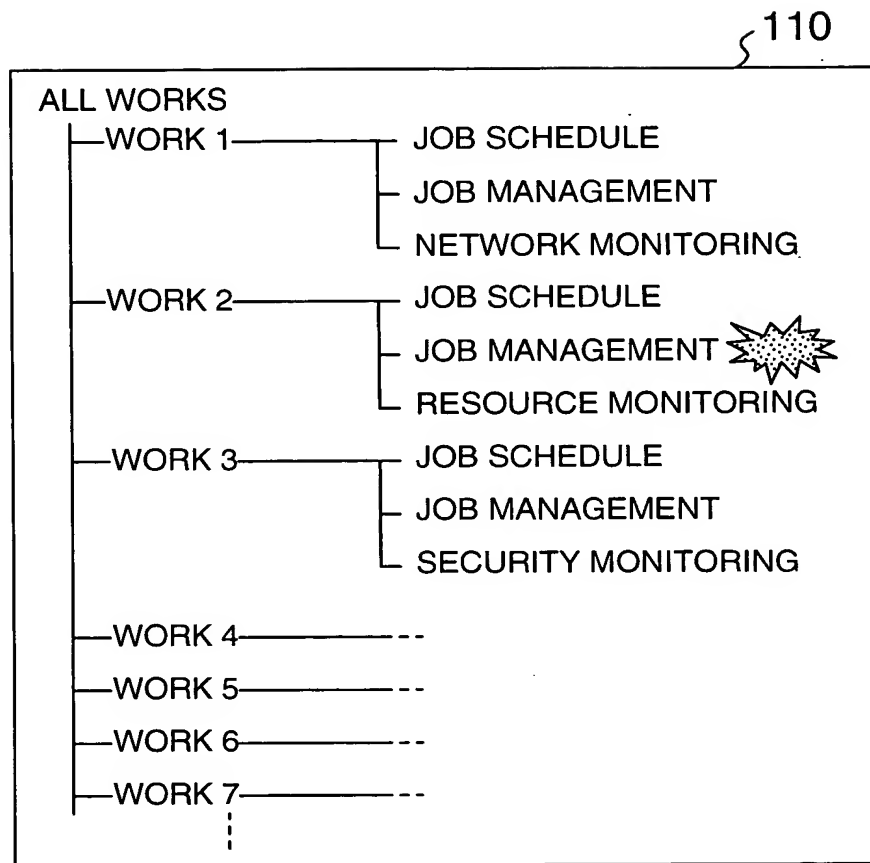 110
ALL WORKS
WORK 1 JOB SCHEDULE
JOB MANAGEMENT
NETWORK MONITORING
WORK 2 JOB SCHEDULE
JOB MANAGEMENT
RESOURCE MONITORING
WORK 3 JOB SCHEDULE
JOB MANAGEMENT
SECURITY MONITORING
WORK 4
WORK 5
WORK 6
WORK 7